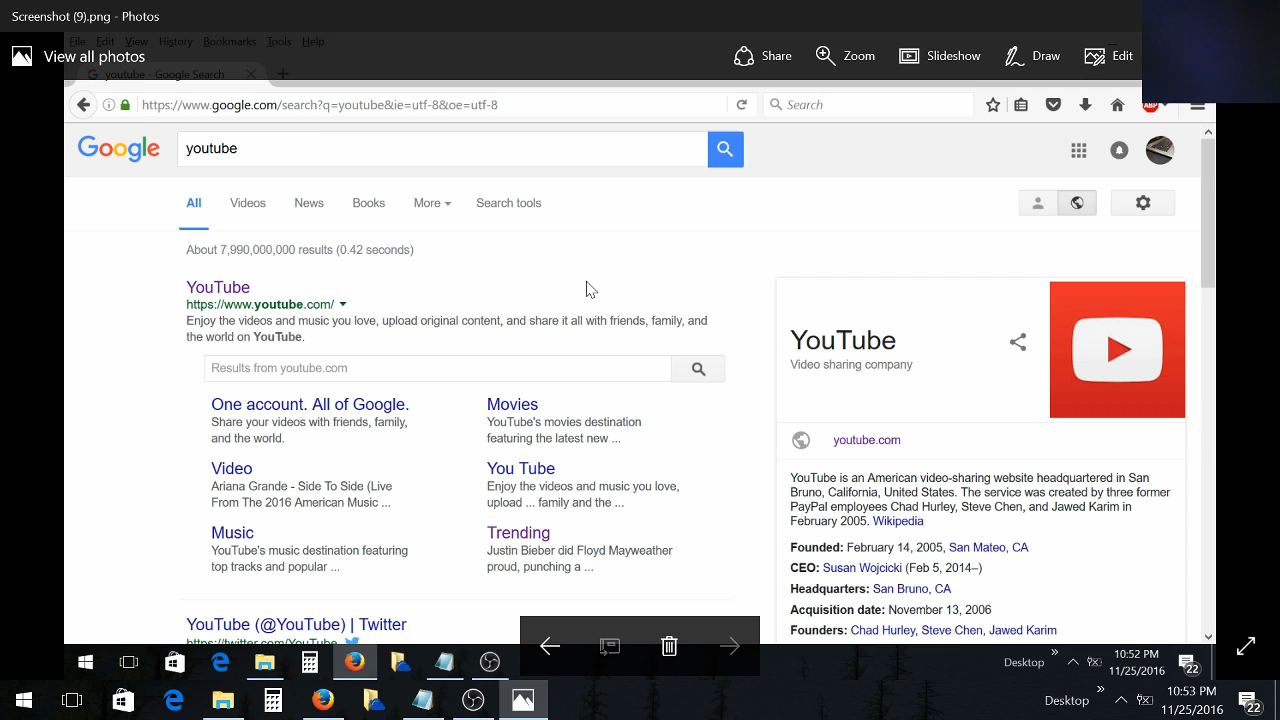 Screenshot (9).png - Photos
File Edit View History Bookmarks Tools Help
View all photos
Share Zoom Slideshow Draw Edit
youtube - Google Search
https://www.google.com/search?q=youtube&ie=utf-8&oe=utf-8
Search
ABP
Google
youtube
All Videos News Books More Search tools
About 7,990,000,000 results (0.42 seconds)
YouTube
https://www.youtube.com/
Enjoy the videos and music you love, upload original content, and share it all with friends, family, and
the world on YouTube.
Results from youtube.com
One account. All of Google.
Share your videos with friends, family,
and the world.
Movies
YouTube's movies destination
featuring the latest new ...
Video
Ariana Grande - Side To Side (Live
From The 2016 American Music ...
You Tube
Enjoy the videos and music you love,
upload ... family and the ...
Music
YouTube's music destination featuring
top tracks and popular ...
Trending
Justin Bieber did Floyd Mayweather
proud, punching a ...
YouTube (@YouTube) | Twitter
https://twitter.com/YouTube
YouTube
Video sharing company
youtube.com
YouTube is an American video-sharing website headquartered in San
Bruno, California, United States. The service was created by three former
PayPal employees Chad Hurley, Steve Chen, and Jawed Karim in
February 2005. Wikipedia
Founded: February 14, 2005, San Mateo, CA
CEO: Susan Wojcicki (Feb 5, 2014–)
Headquarters: San Bruno, CA
Acquisition date: November 13, 2006
Founders: Chad Hurley, Steve Chen, Jawed Karim
Desktop
10:52 PM
11/25/2016
22
Desktop
10:53 PM
11/25/2016
22